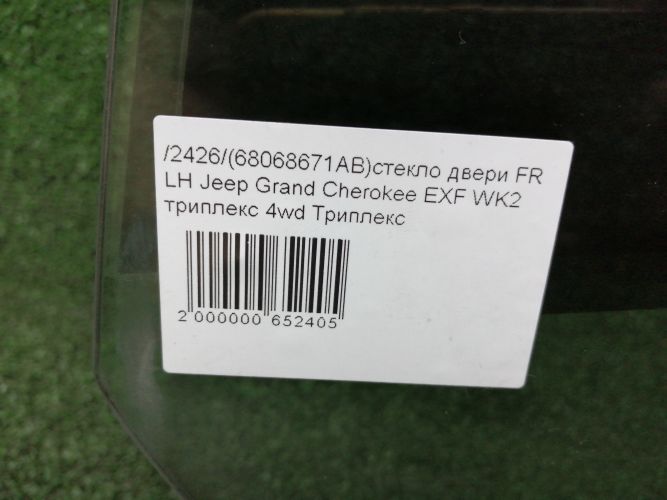 /2426/(68068671AB)стекло двери FR
LH Jeep Grand Cherokee EXF WK2
триплекс 4wd Триплекс
2 000000 652405